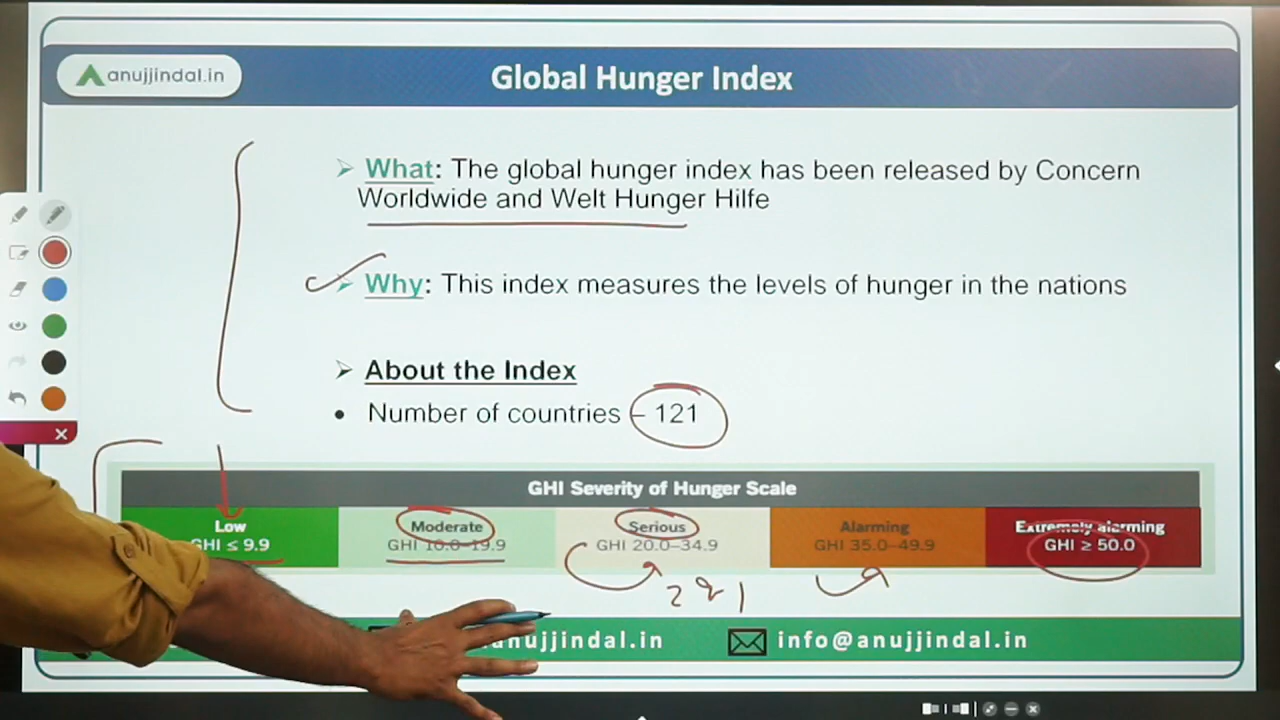 anujjindal.in
Global Hunger Index
➢ What: The global hunger index has been released by Concern
Worldwide and Welt Hunger Hilfe
➢ Why: This index measures the levels of hunger in the nations
➢ About the Index
• Number of countries – 121
GHI Severity of Hunger Scale
Low
GHI ≤ 9.9
Moderate
GHI 10.0–19.9
Serious
GHI 20.0–34.9
Alarming
GHI 35.0–49.9
Extremely alarming
GHI ≥ 50.0
anujjindal.in
info@anujjindal.in